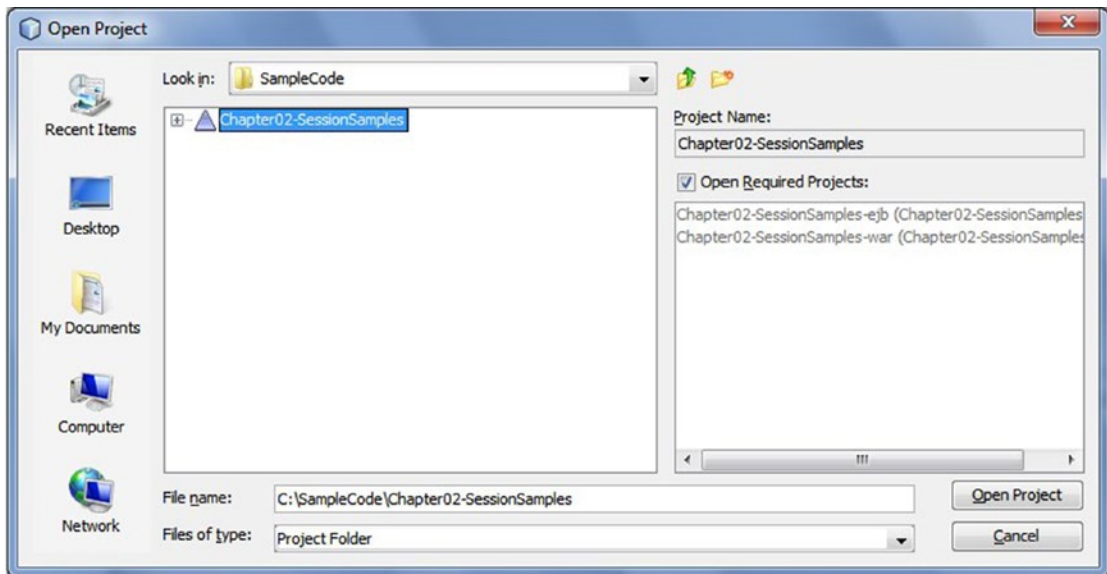 Open Project
Look in: SampleCode
Recent Items
Desktop
My Documents
Computer
Network
Chapter02-SessionSamples
Project Name:
Chapter02-SessionSamples
Open Required Projects:
Chapter02-SessionSamples-ejb (Chapter02-SessionSamples
Chapter02-SessionSamples-war (Chapter02-SessionSamples
File name: C:\SampleCode\Chapter02-SessionSamples
Open Project
Files of type: Project Folder
Cancel